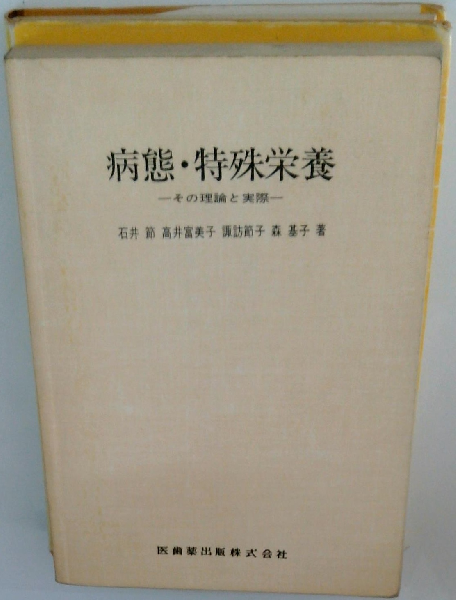 病態・特殊栄養
―その理論と実際―
石井 節 高井富美子 諏訪節子 森 基子 著
医歯薬出版株式会社